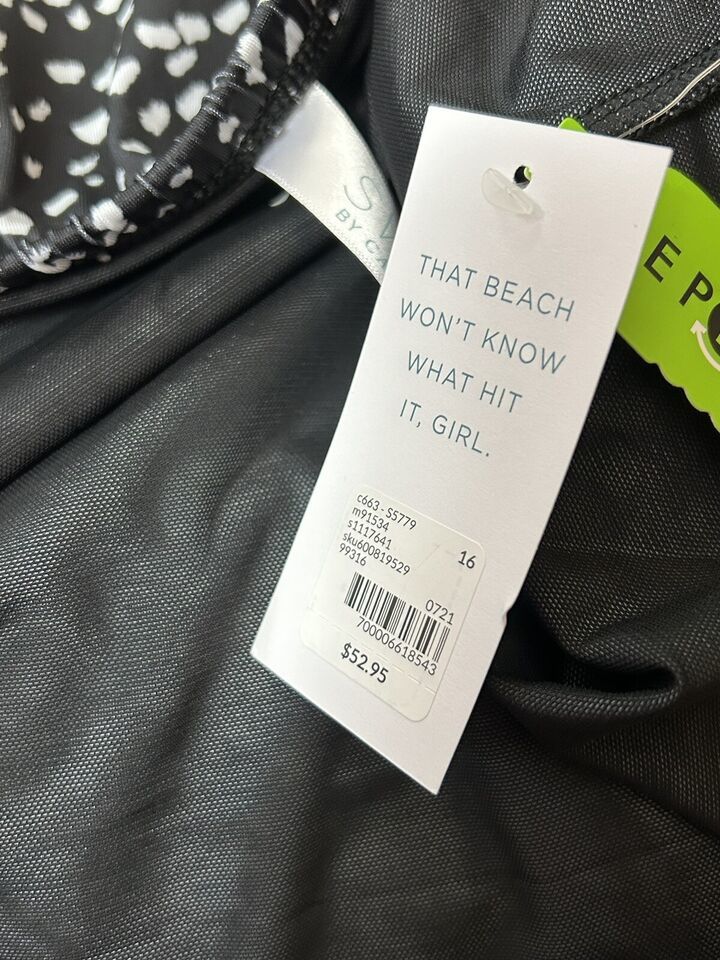 BY
THAT BEACH
WON'T KNOW
WHAT HIT
IT, GIRL.
c663 - S5779
m91534
s1117641
sku600819529
99316
16
0721
700006618543
$52.95